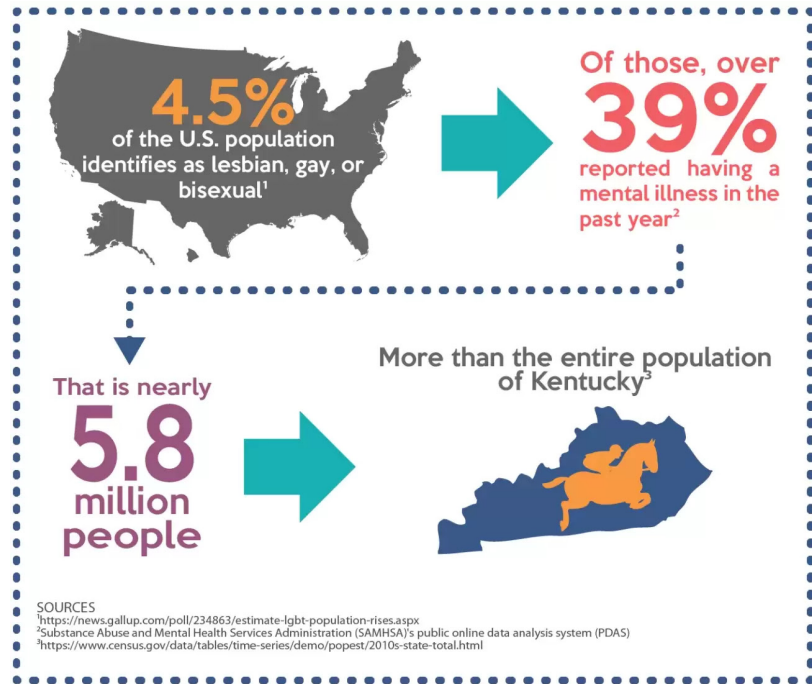 4.5%
of the U.S. population
identifies as lesbian, gay, or
bisexual¹
Of those, over
39%
reported having a
mental illness in the
past year²
That is nearly
5.8
million
people
More than the entire population
of Kentucky³
SOURCES
¹https://news.gallup.com/poll/234863/estimate-lgbt-population-rises.aspx
²Substance Abuse and Mental Health Services Administration (SAMHSA)'s public online data analysis system (PDAS)
³https://www.census.gov/data/tables/time-series/demo/popest/2010s-state-total.html